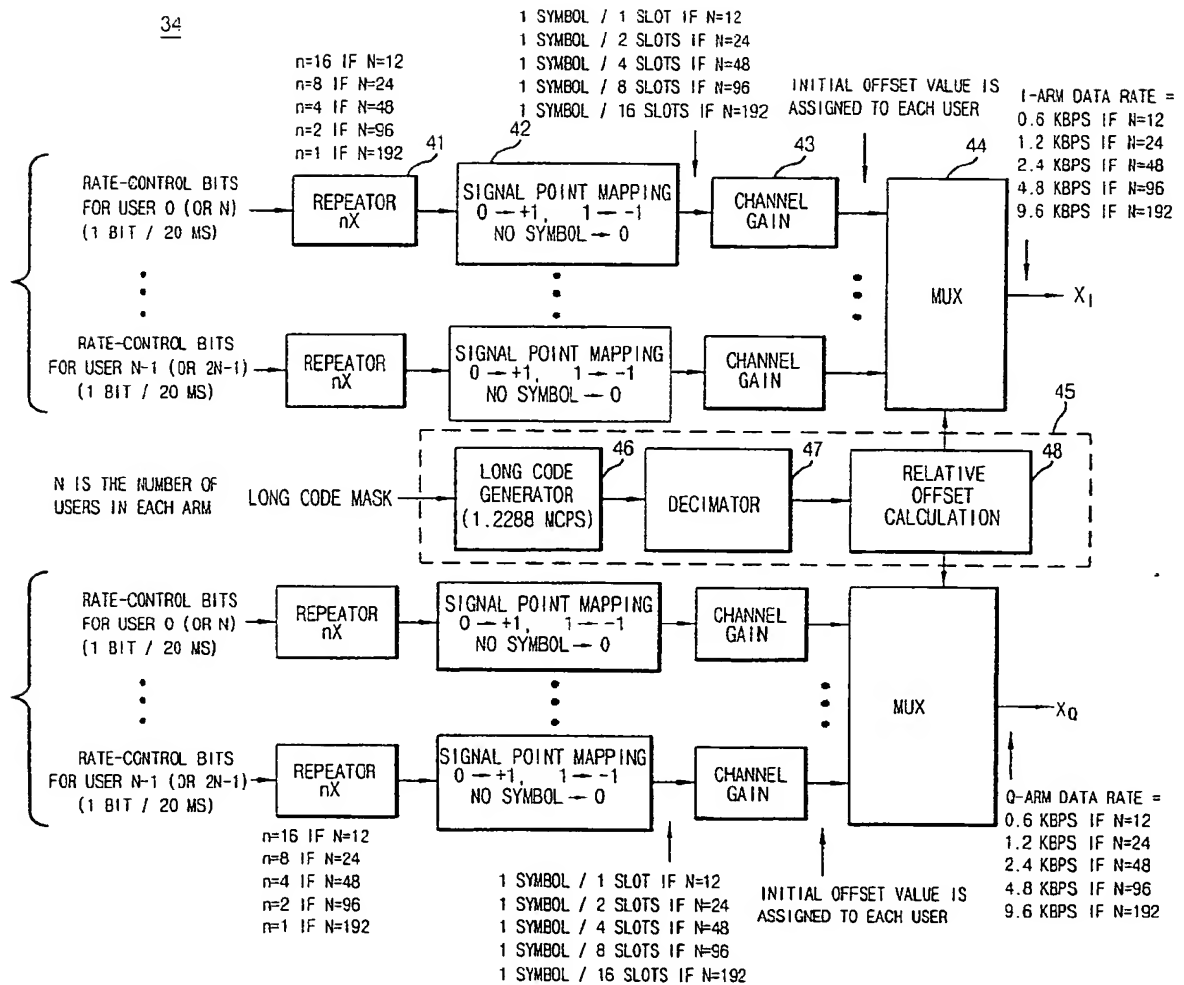 34
n=16 IF N=12
n=8 IF N=24
n=4 IF N=48
n=2 IF N=96
n=1 IF N=192
1 SYMBOL / 1 SLOT IF N=12
1 SYMBOL / 2 SLOTS IF N=24
1 SYMBOL / 4 SLOTS IF N=48
1 SYMBOL / 8 SLOTS IF N=96
1 SYMBOL / 16 SLOTS IF N=192
INITIAL OFFSET VALUE IS
ASSIGNED TO EACH USER
I-ARM DATA RATE =
0.6 KBPS IF N=12
1.2 KBPS IF N=24
2.4 KBPS IF N=48
4.8 KBPS IF N=96
9.6 KBPS IF N=192
41
42
43
44
RATE-CONTROL BITS
FOR USER 0 (OR N)
(1 BIT / 20 MS)
REPEATOR
nX
SIGNAL POINT MAPPING
0 → +1, 1 → -1
NO SYMBOL → 0
CHANNEL
GAIN
MUX
X_I
RATE-CONTROL BITS
FOR USER N-1 (OR 2N-1)
(1 BIT / 20 MS)
REPEATOR
nX
SIGNAL POINT MAPPING
0 → +1, 1 → -1
NO SYMBOL → 0
CHANNEL
GAIN
45
N IS THE NUMBER OF
USERS IN EACH ARM
LONG CODE MASK
LONG CODE
GENERATOR
(1.2288 MCPS)
46
DECIMATOR
47
RELATIVE
OFFSET
CALCULATION
48
RATE-CONTROL BITS
FOR USER 0 (OR N)
(1 BIT / 20 MS)
REPEATOR
nX
SIGNAL POINT MAPPING
0 → +1, 1 → -1
NO SYMBOL → 0
CHANNEL
GAIN
MUX
X_Q
RATE-CONTROL BITS
FOR USER N-1 (OR 2N-1)
(1 BIT / 20 MS)
REPEATOR
nX
SIGNAL POINT MAPPING
0 → +1, 1 → -1
NO SYMBOL → 0
CHANNEL
GAIN
n=16 IF N=12
n=8 IF N=24
n=4 IF N=48
n=2 IF N=96
n=1 IF N=192
1 SYMBOL / 1 SLOT IF N=12
1 SYMBOL / 2 SLOTS IF N=24
1 SYMBOL / 4 SLOTS IF N=48
1 SYMBOL / 8 SLOTS IF N=96
1 SYMBOL / 16 SLOTS IF N=192
INITIAL OFFSET VALUE IS
ASSIGNED TO EACH USER
Q-ARM DATA RATE =
0.6 KBPS IF N=12
1.2 KBPS IF N=24
2.4 KBPS IF N=48
4.8 KBPS IF N=96
9.6 KBPS IF N=192